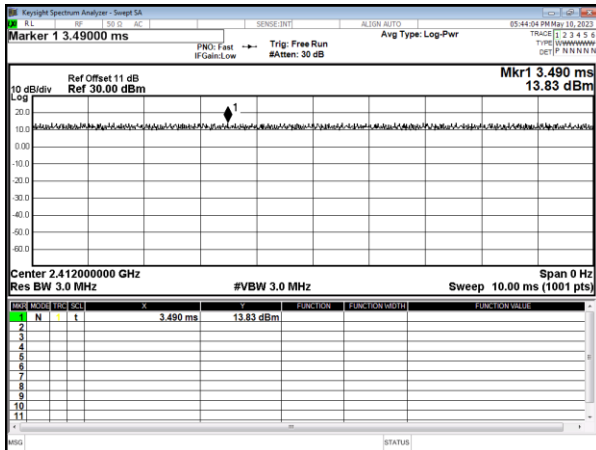 Keysight Spectrum Analyzer - Swept SA
RL RF 50 Ω AC SENSE:INT ALIGN AUTO 05:44:04 PM May 10, 2023
Marker 1 3.49000 ms
PNO: Fast
IFGain:Low
Trig: Free Run
#Atten: 30 dB
Avg Type: Log-Pwr
TRACE 1 2 3 4 5 6
TYPE WWWWWW
DET P N N N N N
Mkr1 3.490 ms
13.83 dBm
Ref Offset 11 dB
10 dB/div Ref 30.00 dBm
Log
1
20.0
10.0
0.00
-10.0
-20.0
-30.0
-40.0
-50.0
-60.0
Center 2.412000000 GHz Span 0 Hz
Res BW 3.0 MHz #VBW 3.0 MHz Sweep 10.00 ms (1001 pts)
MKR MODE TRC SCL X Y FUNCTION FUNCTION WIDTH FUNCTION VALUE
1 N 1 t 3.490 ms 13.83 dBm
2
3
4
5
6
7
8
9
10
11
MSG STATUS